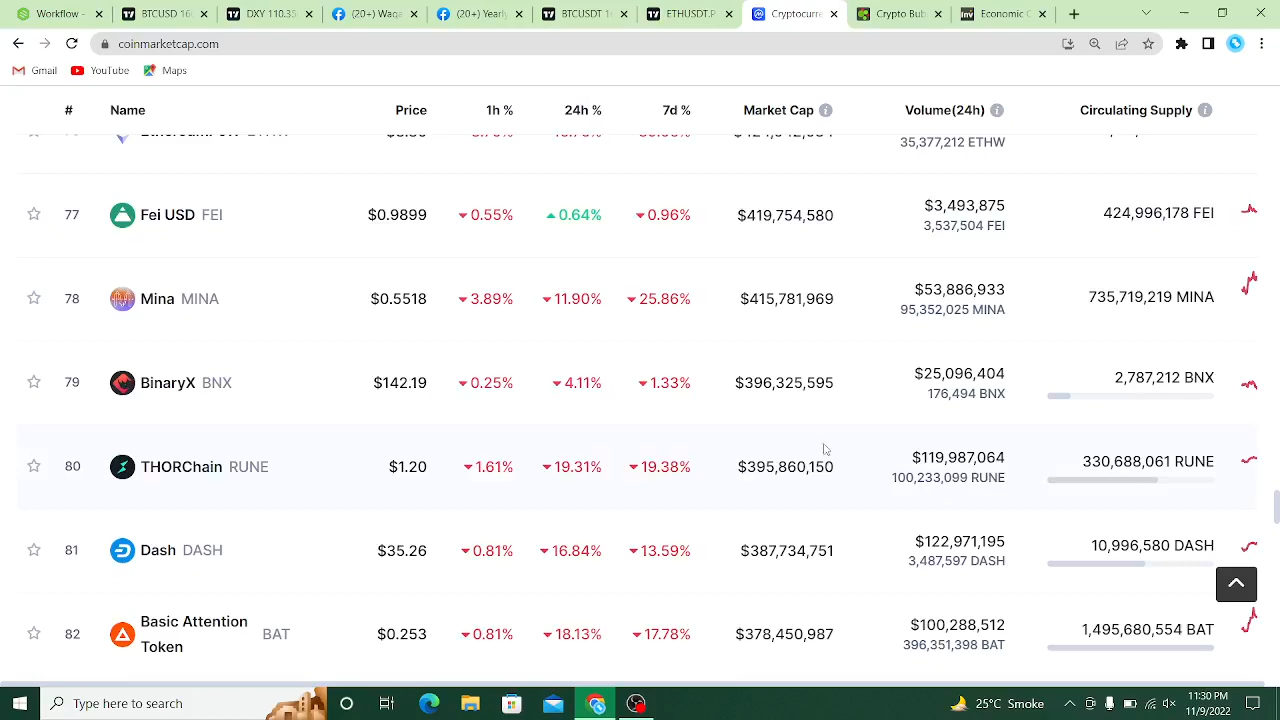 Workflow -
BTCUSD 16
DXY 110.35
(20+) Wa
(20+) Yearly
BTCUSDT 1
ETHUSDT.P
Cryptocurre
Crypto Bub
Economic C
coinmarketcap.com
Gmail YouTube Maps
# Name Price 1h % 24h % 7d % Market Cap Volume(24h) Circulating Supply
35,377,212 ETHW
77 Fei USD FEI $0.9899 0.55% 0.64% 0.96% $419,754,580 $3,493,875 424,996,178 FEI
3,537,504 FEI
78 Mina MINA $0.5518 3.89% 11.90% 25.86% $415,781,969 $53,886,933 735,719,219 MINA
95,352,025 MINA
79 BinaryX BNX $142.19 0.25% 4.11% 1.33% $396,325,595 $25,096,404 2,787,212 BNX
176,494 BNX
80 THORChain RUNE $1.20 1.61% 19.31% 19.38% $395,860,150 $119,987,064 330,688,061 RUNE
100,233,099 RUNE
81 Dash DASH $35.26 0.81% 16.84% 13.59% $387,734,751 $122,971,195 10,996,580 DASH
3,487,597 DASH
82 Basic Attention Token BAT $0.253 0.81% 18.13% 17.78% $378,450,987 $100,288,512 1,495,680,554 BAT
396,351,398 BAT
Type here to search
23°C Smoke
11:30 PM
11/9/2022